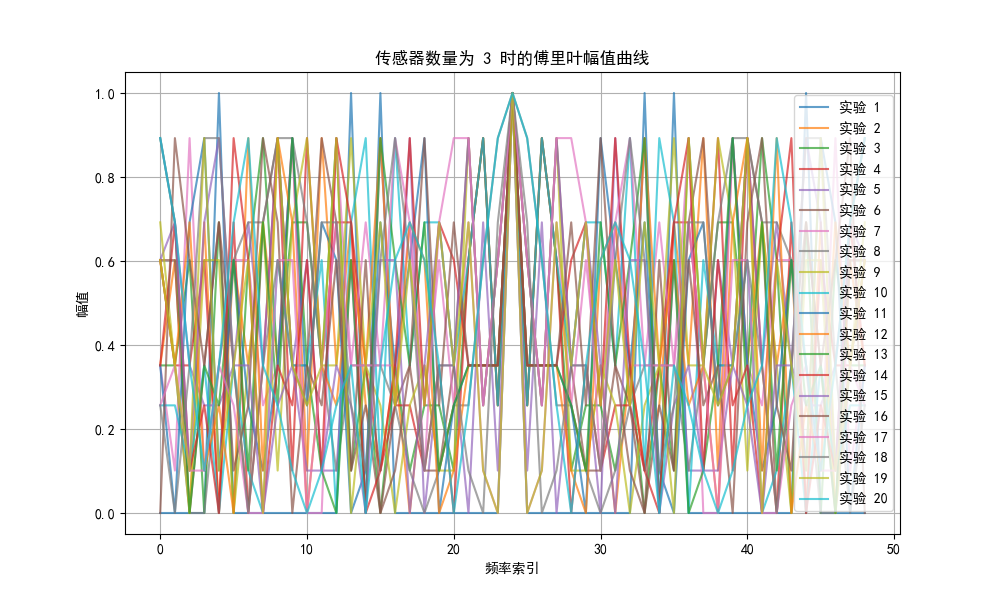 传感器数量为 3 时的傅里叶幅值曲线
幅值
1.0
0.8
0.6
0.4
0.2
0.0
0
10
20
30
40
50
频率索引
实验 1
实验 2
实验 3
实验 4
实验 5
实验 6
实验 7
实验 8
实验 9
实验 10
实验 11
实验 12
实验 13
实验 14
实验 15
实验 16
实验 17
实验 18
实验 19
实验 20